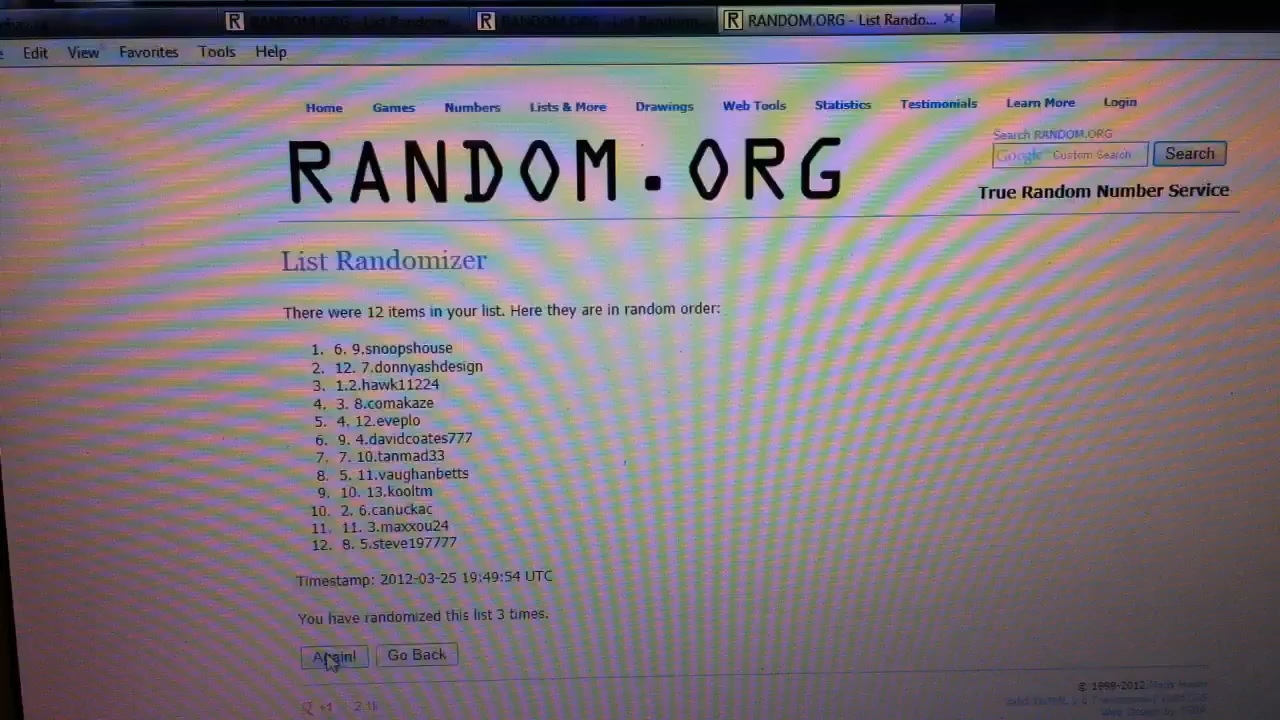 RANDOM.ORG - List Random
RANDOM.ORG - List Random
RANDOM.ORG - List Rando...
Edit View Favorites Tools Help
Home Games Numbers Lists & More Drawings Web Tools Statistics Testimonials Learn More Login
Search RANDOM.ORG
Google Custom Search Search
RANDOM.ORG
True Random Number Service
List Randomizer
There were 12 items in your list. Here they are in random order:
1. 6. 9.snoopshouse
2. 12. 7.donnyashdesign
3. 1.2.hawk11224
4. 3. 8.comakaze
5. 4. 12.eveplo
6. 9. 4.davidcoates777
7. 7. 10.tanmad33
8. 5. 11.vaughanbetts
9. 10. 13.kooltm
10. 2. 6.canuckac
11. 11. 3.maxxou24
12. 8. 5.steve197777
Timestamp: 2012-03-25 19:49:54 UTC
You have randomized this list 3 times.
Again! Go Back
© 1998-2012
+1